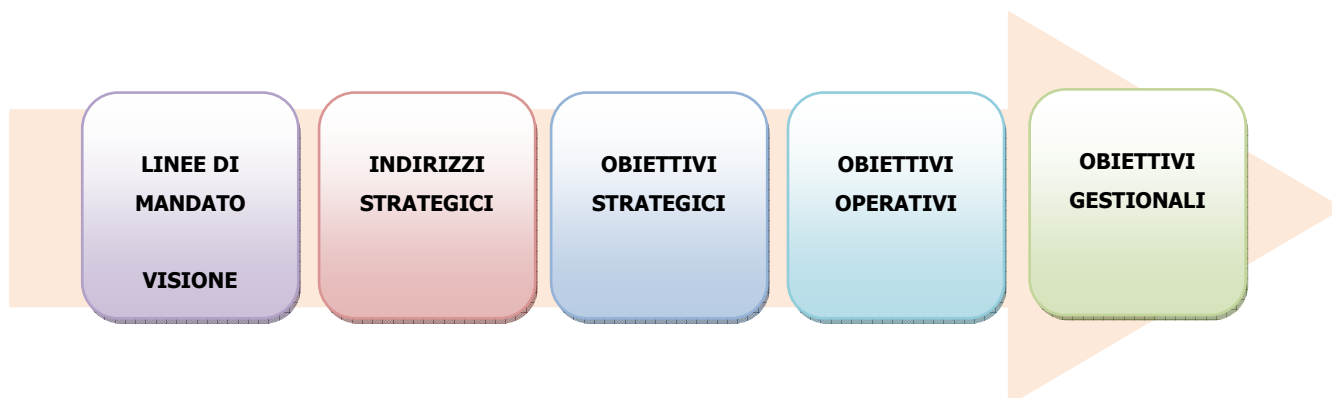 LINEE DI
MANDATO
VISIONE
INDIRIZZI
STRATEGICI
OBIETTIVI
STRATEGICI
OBIETTIVI
OPERATIVI
OBIETTIVI
GESTIONALI